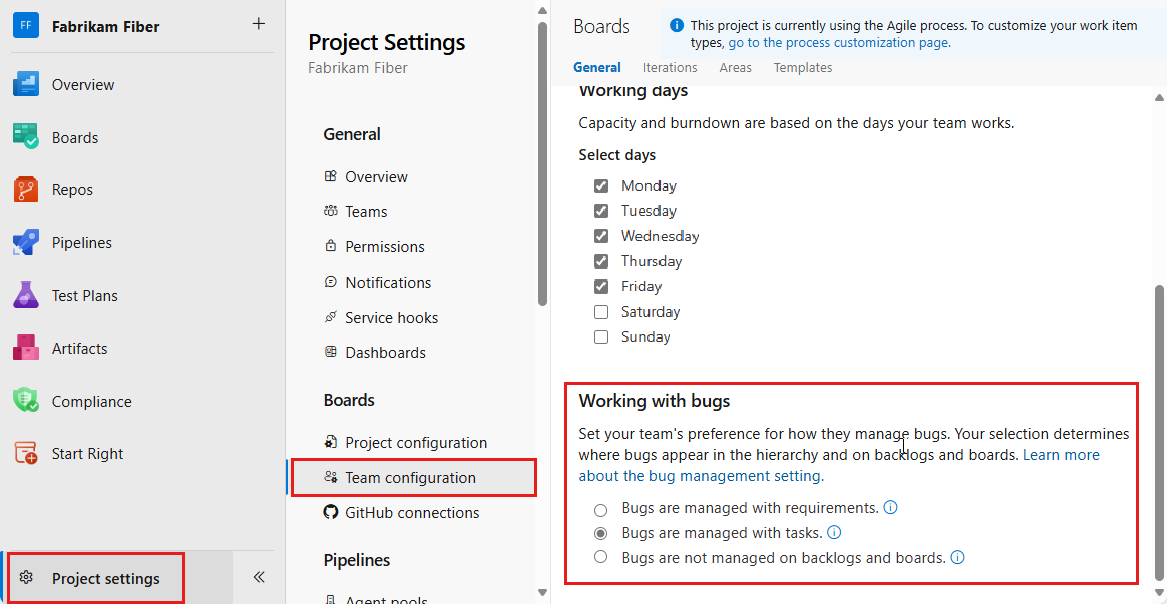 FF Fabrikam Fiber
Overview
Boards
Repos
Pipelines
Test Plans
Artifacts
Compliance
Start Right
Project settings
Project Settings
Fabrikam Fiber
General
Overview
Teams
Permissions
Notifications
Service hooks
Dashboards
Boards
Project configuration
Team configuration
GitHub connections
Pipelines
Agent pools
Boards
This project is currently using the Agile process. To customize your work item
types, go to the process customization page.
General Iterations Areas Templates
Working days
Capacity and burndown are based on the days your team works.
Select days
Monday
Tuesday
Wednesday
Thursday
Friday
Saturday
Sunday
Working with bugs
Set your team's preference for how they manage bugs. Your selection determines
where bugs appear in the hierarchy and on backlogs and boards. Learn more
about the bug management setting.
Bugs are managed with requirements.
Bugs are managed with tasks.
Bugs are not managed on backlogs and boards.